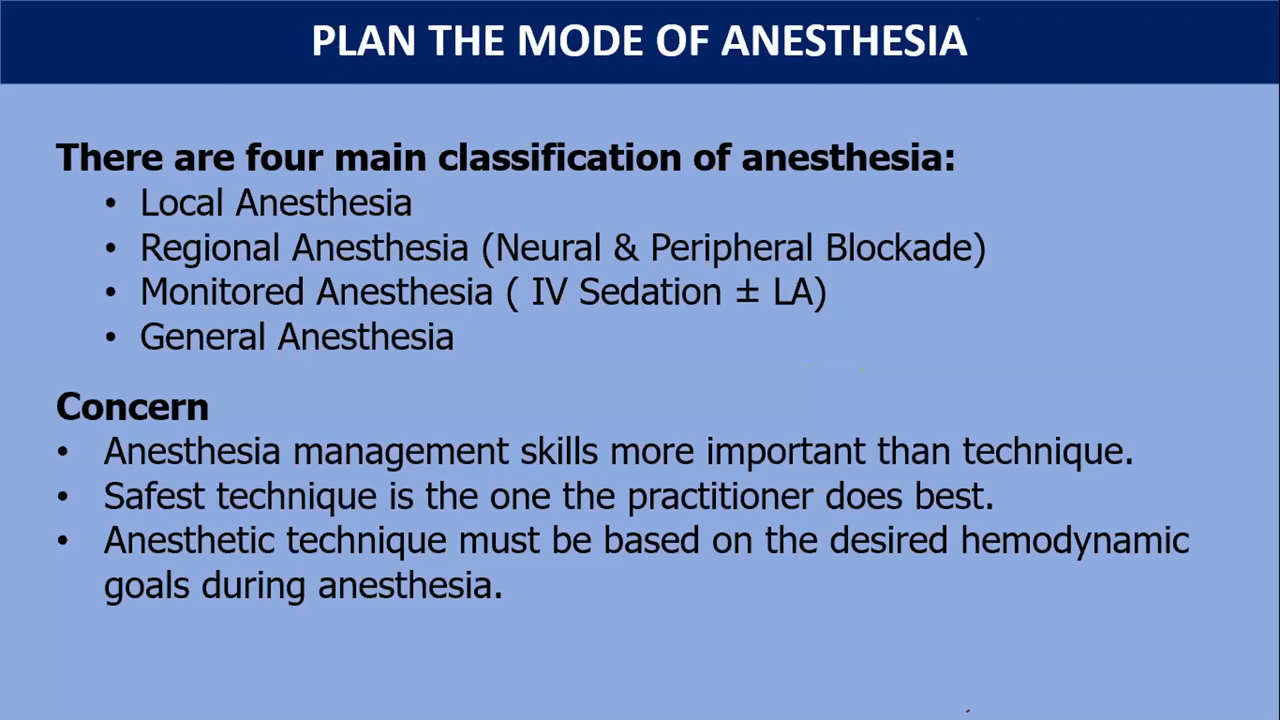 PLAN THE MODE OF ANESTHESIA
There are four main classification of anesthesia:
• Local Anesthesia
• Regional Anesthesia (Neural & Peripheral Blockade)
• Monitored Anesthesia ( IV Sedation ± LA)
• General Anesthesia
Concern
• Anesthesia management skills more important than technique.
• Safest technique is the one the practitioner does best.
• Anesthetic technique must be based on the desired hemodynamic
goals during anesthesia.